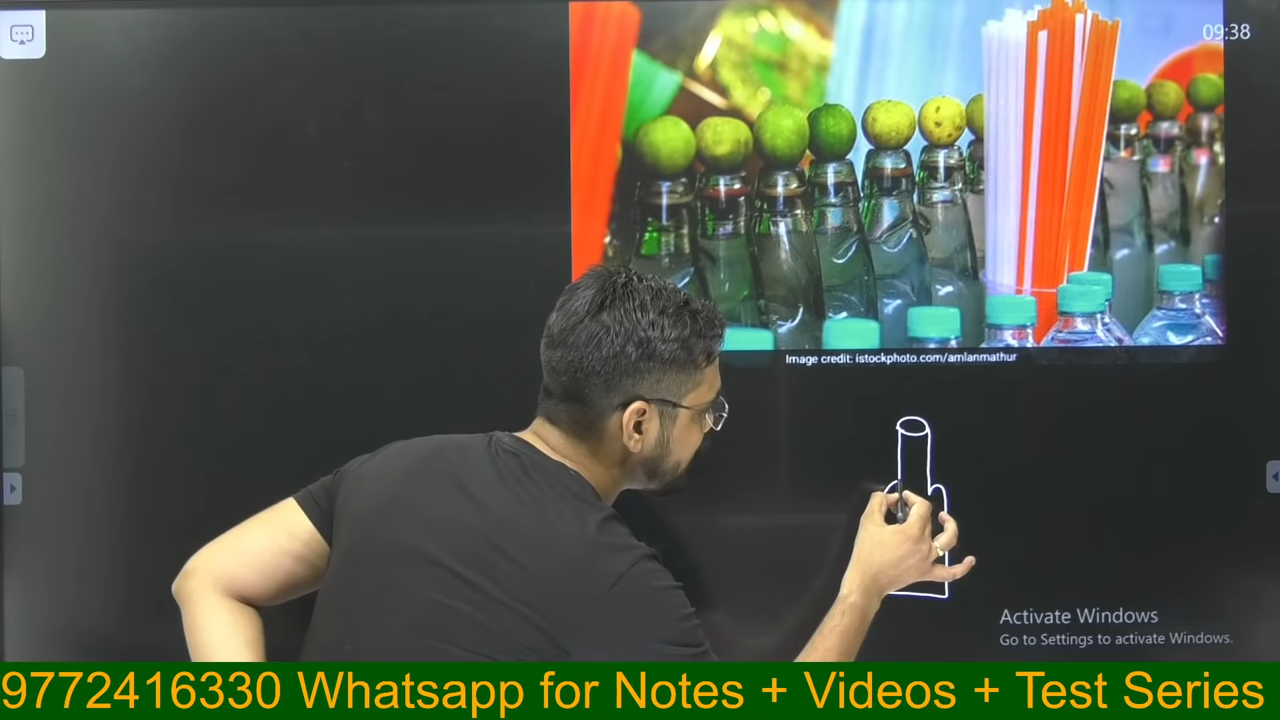 09:38
Image credit: istockphoto.com/amlanmathur
Activate Windows
Go to Settings to activate Windows.
9772416330 Whatsapp for Notes + Videos + Test Series